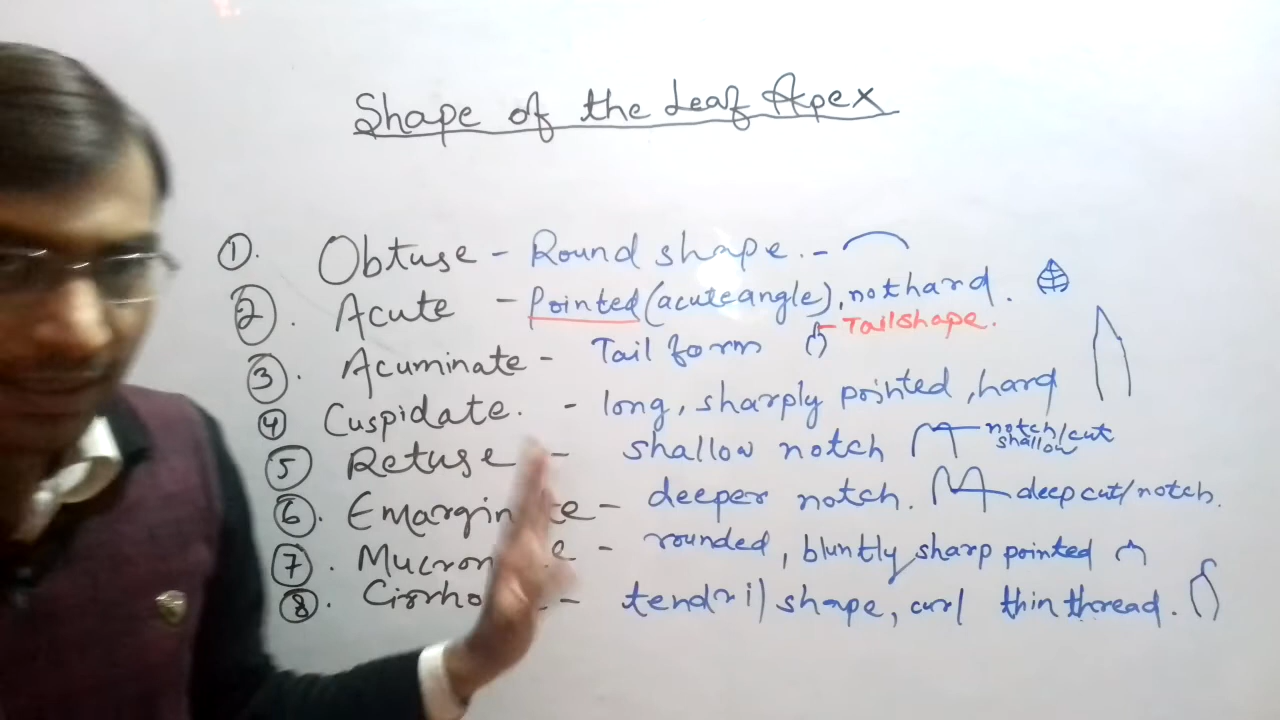 Shape of the Leaf Apex
1. Obtuse - Round shape. -
2. Acute - Pointed (acute angle), not hard.
Tail shape.
3. Acuminate - Tail form
4. Cuspidate. - long, sharply pointed, hard
5. Retuse - shallow notch notch/cut
shallow
6. Emargin te - deeper notch. deep cut/notch.
7. Mucron e - rounded, bluntly sharp pointed
8. Cirrho - tendril shape, curl thin thread.